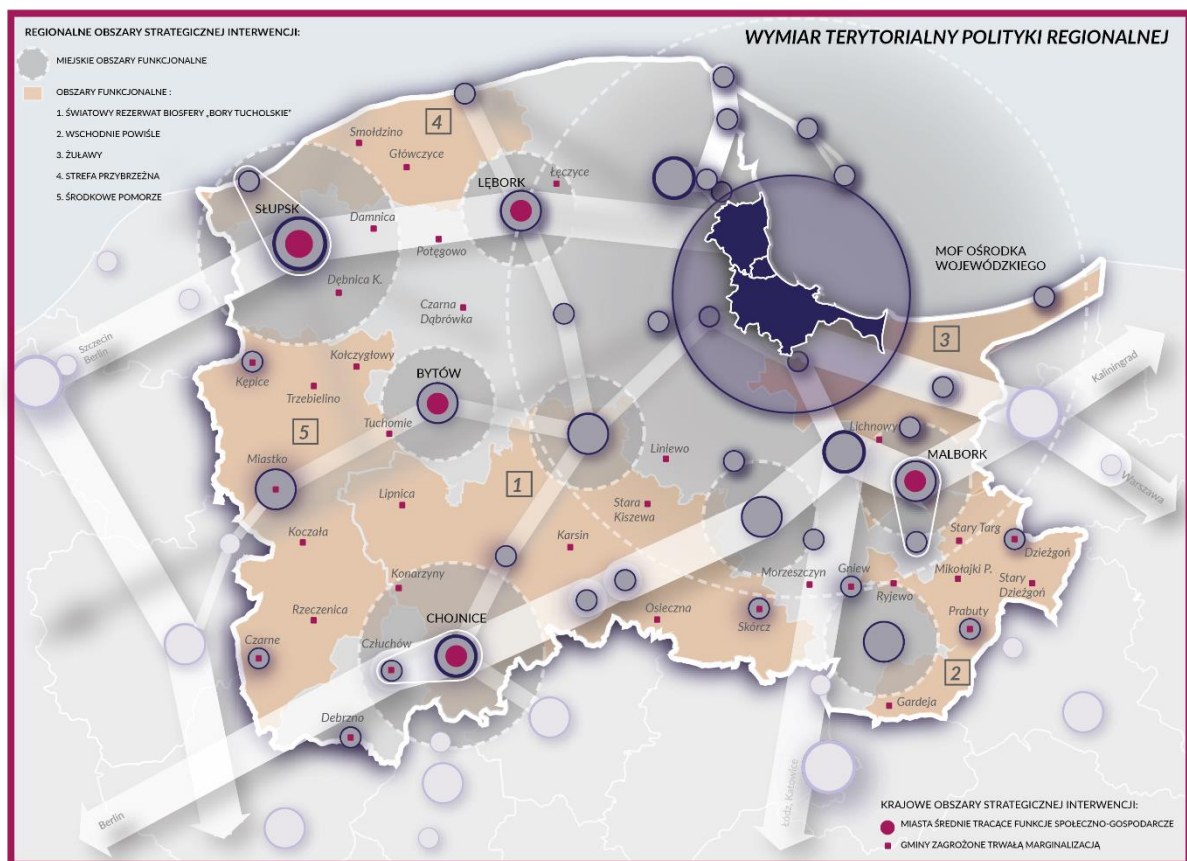 REGIONALNE OBSZARY STRATEGICZNEJ INTERWENCJI:
MIEJSKIE OBSZARY FUNKCJONALNE
OBSZARY FUNKCJONALNE :
1. ŚWIATOWY REZERWAT BIOSFERY „BORY TUCHOLSKIE"
2. WSCHODNIE POWIŚLE
3. ŻUŁAWY
4. STREFA PRZYBRZEŻNA
5. ŚRODKOWE POMORZE
WYMIAR TERYTORIALNY POLITYKI REGIONALNEJ
4
Smołdzino
Główczyce
LĘBORK
Łęczyce
SŁUPSK
Damnica
Potęgowo
MOF OŚRODKA
WOJEWÓDZKIEGO
Dębnica K.
Czarna
Dąbrówka
Szczecin
Berlin
3
Kaliningrad
Kępice
Kołczygłowy
Trzebielino
BYTÓW
Tuchomie
5
Lichnowy
MALBORK
Warszawa
Miastko
Liniewo
1
Lipnica
Stara
Kiszewa
Koczała
Karsin
Stary Targ
Dzieżgoń
Konarzyny
Morzeszczyn
Gniew
Ryjewo
Mikołajki P.
Stary
Dzieżgoń
Rzeczenica
CHOJNICE
Osieczna
Skórcz
Prabuty
Czarne
Człuchów
2
Gardeja
Debrzno
Berlin
Łódź, Katowice
KRAJOWE OBSZARY STRATEGICZNEJ INTERWENCJI:
MIASTA ŚREDNIE TRACĄCE FUNKCJE SPOŁECZNO-GOSPODARCZE
GMINY ZAGROŻONE TRWAŁĄ MARGINALIZACJĄ